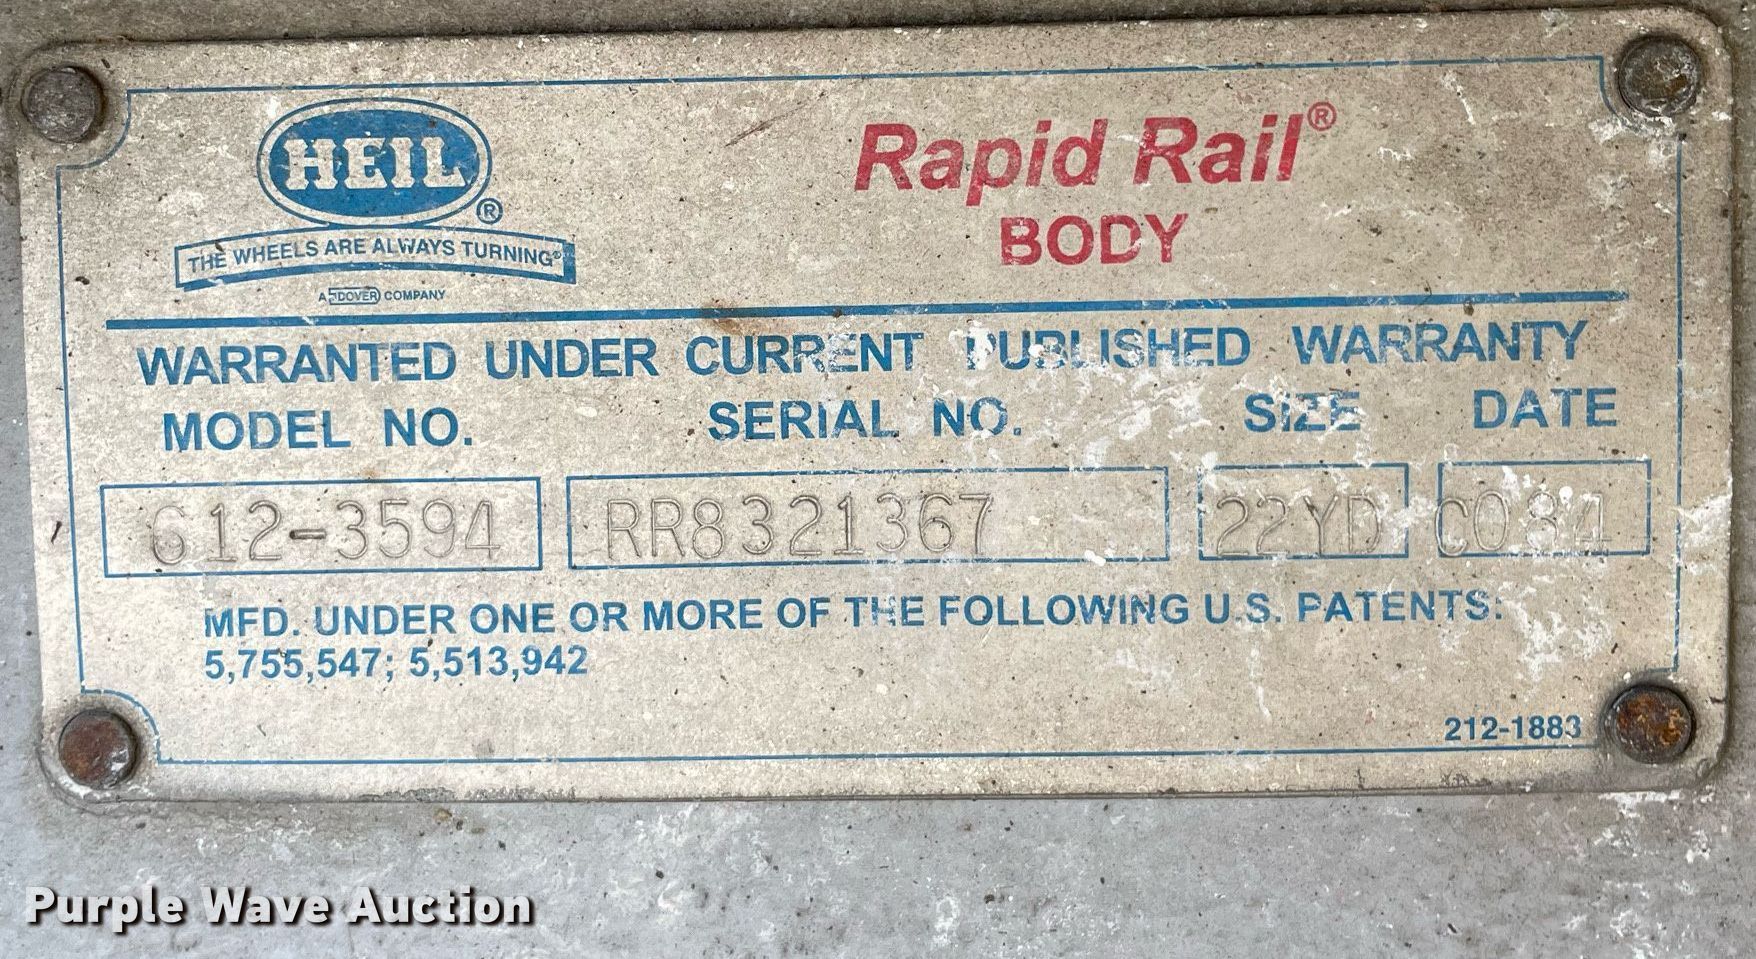 HEIL®
THE WHEELS ARE ALWAYS TURNING®
A DOVER COMPANY
Rapid Rail®
BODY
WARRANTED UNDER CURRENT PUBLISHED WARRANTY
MODEL NO. SERIAL NO. SIZE DATE
612-3594 RR8321367 22YD C084
MFD. UNDER ONE OR MORE OF THE FOLLOWING U.S. PATENTS:
5,755,547; 5,513,942
212-1883
Purple Wave Auction